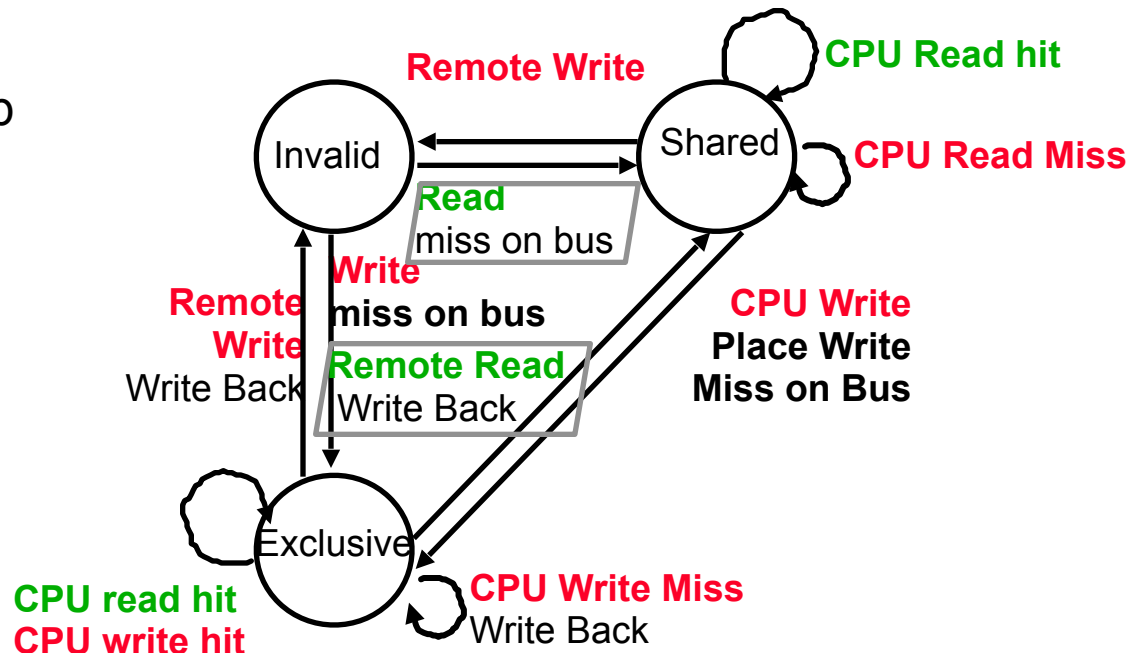 Remote Write
CPU Read hit
Invalid
Shared
CPU Read Miss
Read
miss on bus
Write
miss on bus
Remote
Write
Write Back
Remote Read
Write Back
CPU Write
Place Write
Miss on Bus
Exclusive
CPU read hit
CPU write hit
CPU Write Miss
Write Back